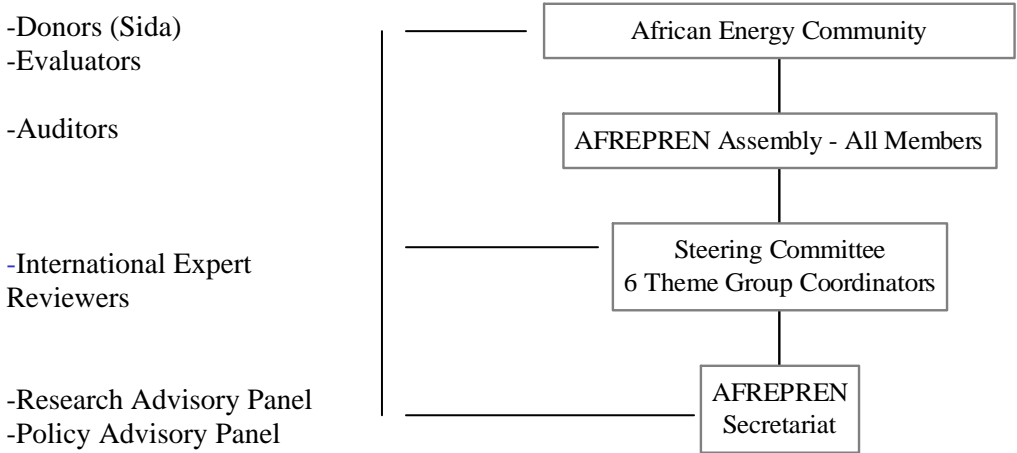 -Donors (Sida)
-Evaluators
-Auditors
-International Expert
Reviewers
-Research Advisory Panel
-Policy Advisory Panel
African Energy Community
AFREPREN Assembly - All Members
Steering Committee
6 Theme Group Coordinators
AFREPREN
Secretariat